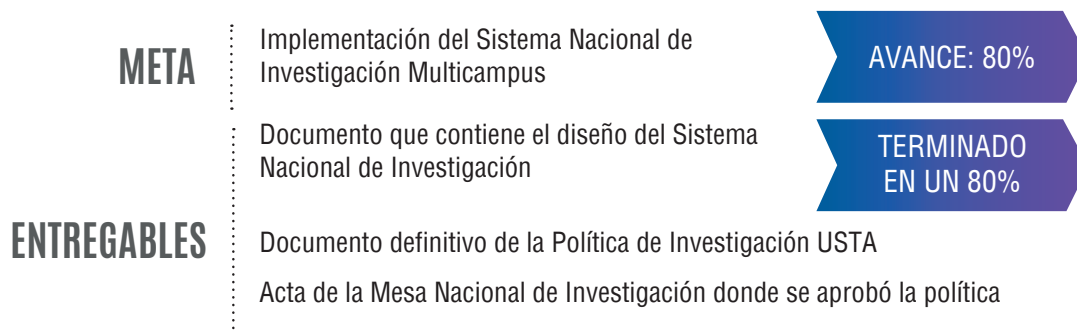 META
Implementación del Sistema Nacional de
Investigación Multicampus
AVANCE: 80%
Documento que contiene el diseño del Sistema
Nacional de Investigación
TERMINADO
EN UN 80%
ENTREGABLES
Documento definitivo de la Política de Investigación USTA
Acta de la Mesa Nacional de Investigación donde se aprobó la política